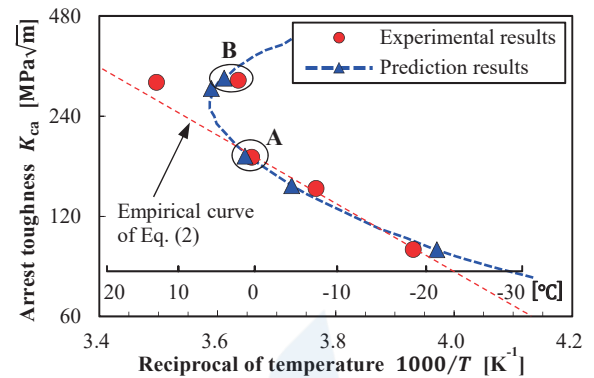 480
240
120
60
Arrest toughness Kca [MPa√m]
B
A
Experimental results
Prediction results
Empirical curve
of Eq. (2)
20 10 0 -10 -20 -30 [℃]
3.4 3.6 3.8 4.0 4.2
Reciprocal of temperature 1000/T [K-1]